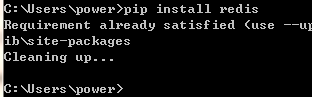 C:\Users\power>pip install redis
Requirement already satisfied (use --up
ib\site-packages
Cleaning up...
C:\Users\power>